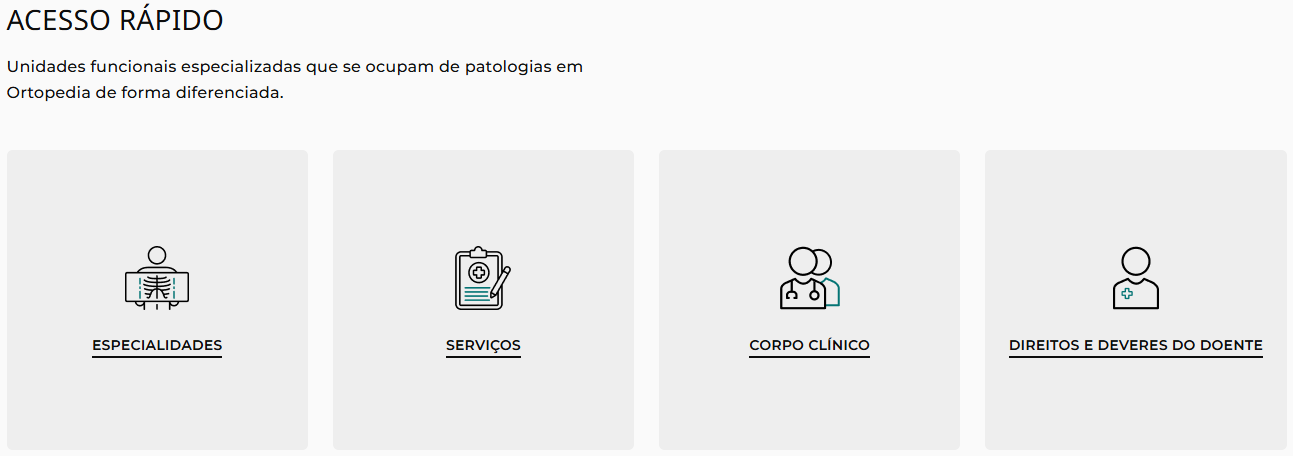 ACESSO RÁPIDO
Unidades funcionais especializadas que se ocupam de patologias em
Ortopedia de forma diferenciada.
ESPECIALIDADES
SERVIÇOS
CORPO CLÍNICO
DIREITOS E DEVERES DO DOENTE